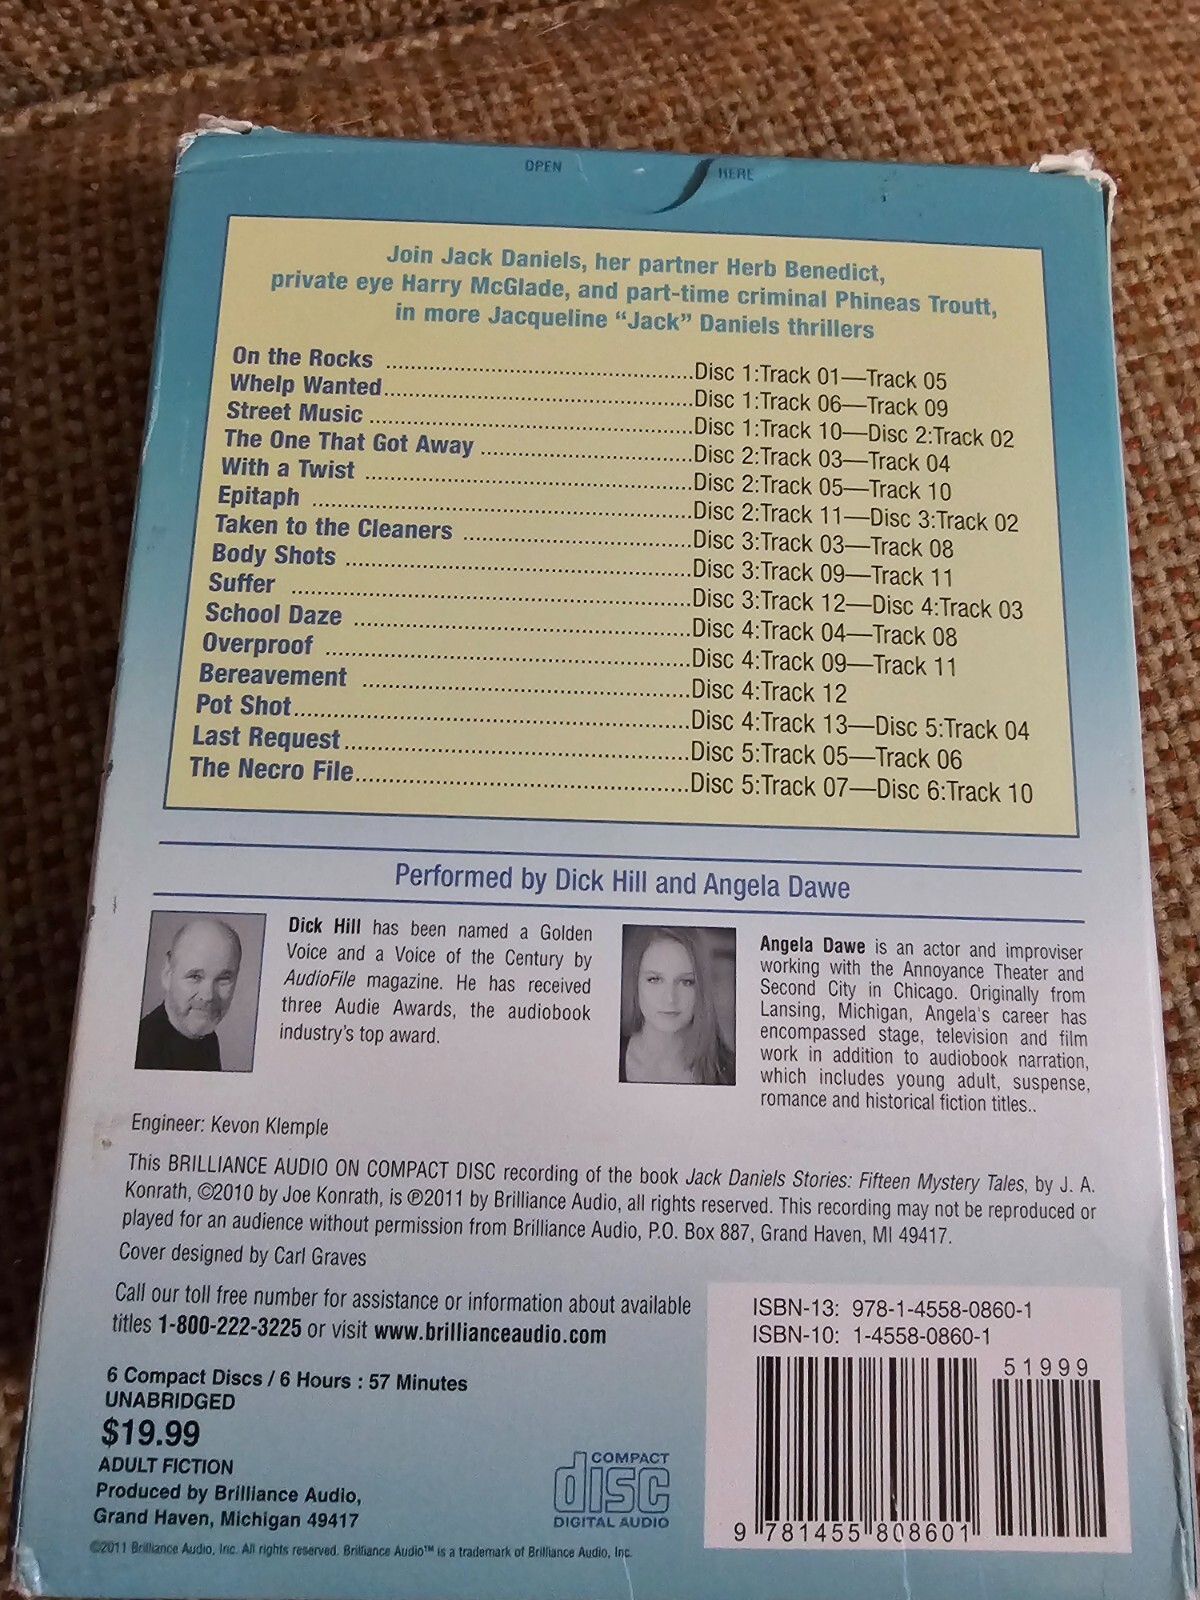 OPEN HERE
Join Jack Daniels, her partner Herb Benedict,
private eye Harry McGlade, and part-time criminal Phineas Troutt,
in more Jacqueline “Jack” Daniels thrillers
On the Rocks ........................................Disc 1:Track 01—Track 05
Whelp Wanted........................................Disc 1:Track 06—Track 09
Street Music ........................................Disc 1:Track 10—Disc 2:Track 02
The One That Got Away ...........................Disc 2:Track 03—Track 04
With a Twist ........................................Disc 2:Track 05—Track 10
Epitaph ..............................................Disc 2:Track 11—Disc 3:Track 02
Taken to the Cleaners .............................Disc 3:Track 03—Track 08
Body Shots ..........................................Disc 3:Track 09—Track 11
Suffer ................................................Disc 3:Track 12—Disc 4:Track 03
School Daze .........................................Disc 4:Track 04—Track 08
Overproof ...........................................Disc 4:Track 09—Track 11
Bereavement ........................................Disc 4:Track 12
Pot Shot..............................................Disc 4:Track 13—Disc 5:Track 04
Last Request.........................................Disc 5:Track 05—Track 06
The Necro File.......................................Disc 5:Track 07—Disc 6:Track 10
Performed by Dick Hill and Angela Dawe
Dick Hill has been named a Golden
Voice and a Voice of the Century by
AudioFile magazine. He has received
three Audie Awards, the audiobook
industry's top award.
Angela Dawe is an actor and improviser
working with the Annoyance Theater and
Second City in Chicago. Originally from
Lansing, Michigan, Angela's career has
encompassed stage, television and film
work in addition to audiobook narration,
which includes young adult, suspense,
romance and historical fiction titles..
Engineer: Kevon Klemple
This BRILLIANCE AUDIO ON COMPACT DISC recording of the book Jack Daniels Stories: Fifteen Mystery Tales, by J. A.
Konrath, ©2010 by Joe Konrath, is ℗2011 by Brilliance Audio, all rights reserved. This recording may not be reproduced or
played for an audience without permission from Brilliance Audio, P.O. Box 887, Grand Haven, MI 49417.
Cover designed by Carl Graves
Call our toll free number for assistance or information about available
titles 1-800-222-3225 or visit www.brillianceaudio.com
6 Compact Discs / 6 Hours : 57 Minutes
UNABRIDGED
$19.99
ADULT FICTION
Produced by Brilliance Audio,
Grand Haven, Michigan 49417
©2011 Brilliance Audio, Inc. All rights reserved. Brilliance Audio™ is a trademark of Brilliance Audio, Inc.
COMPACT
disc
DIGITAL AUDIO
ISBN-13: 978-1-4558-0860-1
ISBN-10: 1-4558-0860-1
51999
9 781455 808601